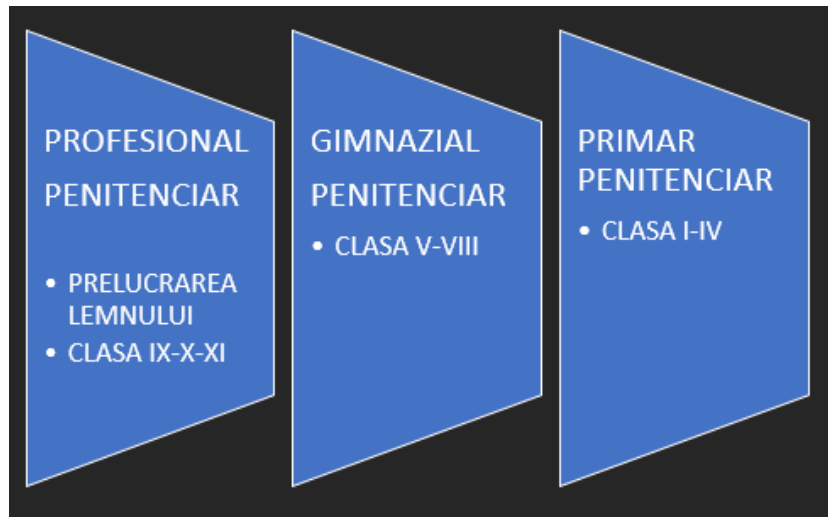 PROFESIONAL
PENITENCIAR
• PRELUCRAREA
LEMNULUI
• CLASA IX-X-XI
GIMNAZIAL
PENITENCIAR
• CLASA V-VIII
PRIMAR
PENITENCIAR
• CLASA I-IV